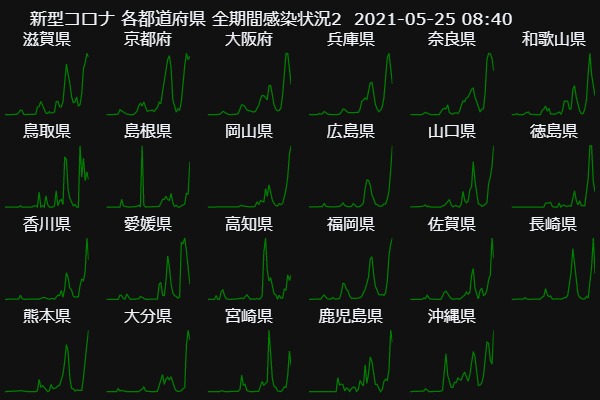 新型コロナ 各都道府県 全期間感染状況2 2021-05-25 08:40
滋賀県 京都府 大阪府 兵庫県 奈良県 和歌山県
鳥取県 島根県 岡山県 広島県 山口県 徳島県
香川県 愛媛県 高知県 福岡県 佐賀県 長崎県
熊本県 大分県 宮崎県 鹿児島県 沖縄県